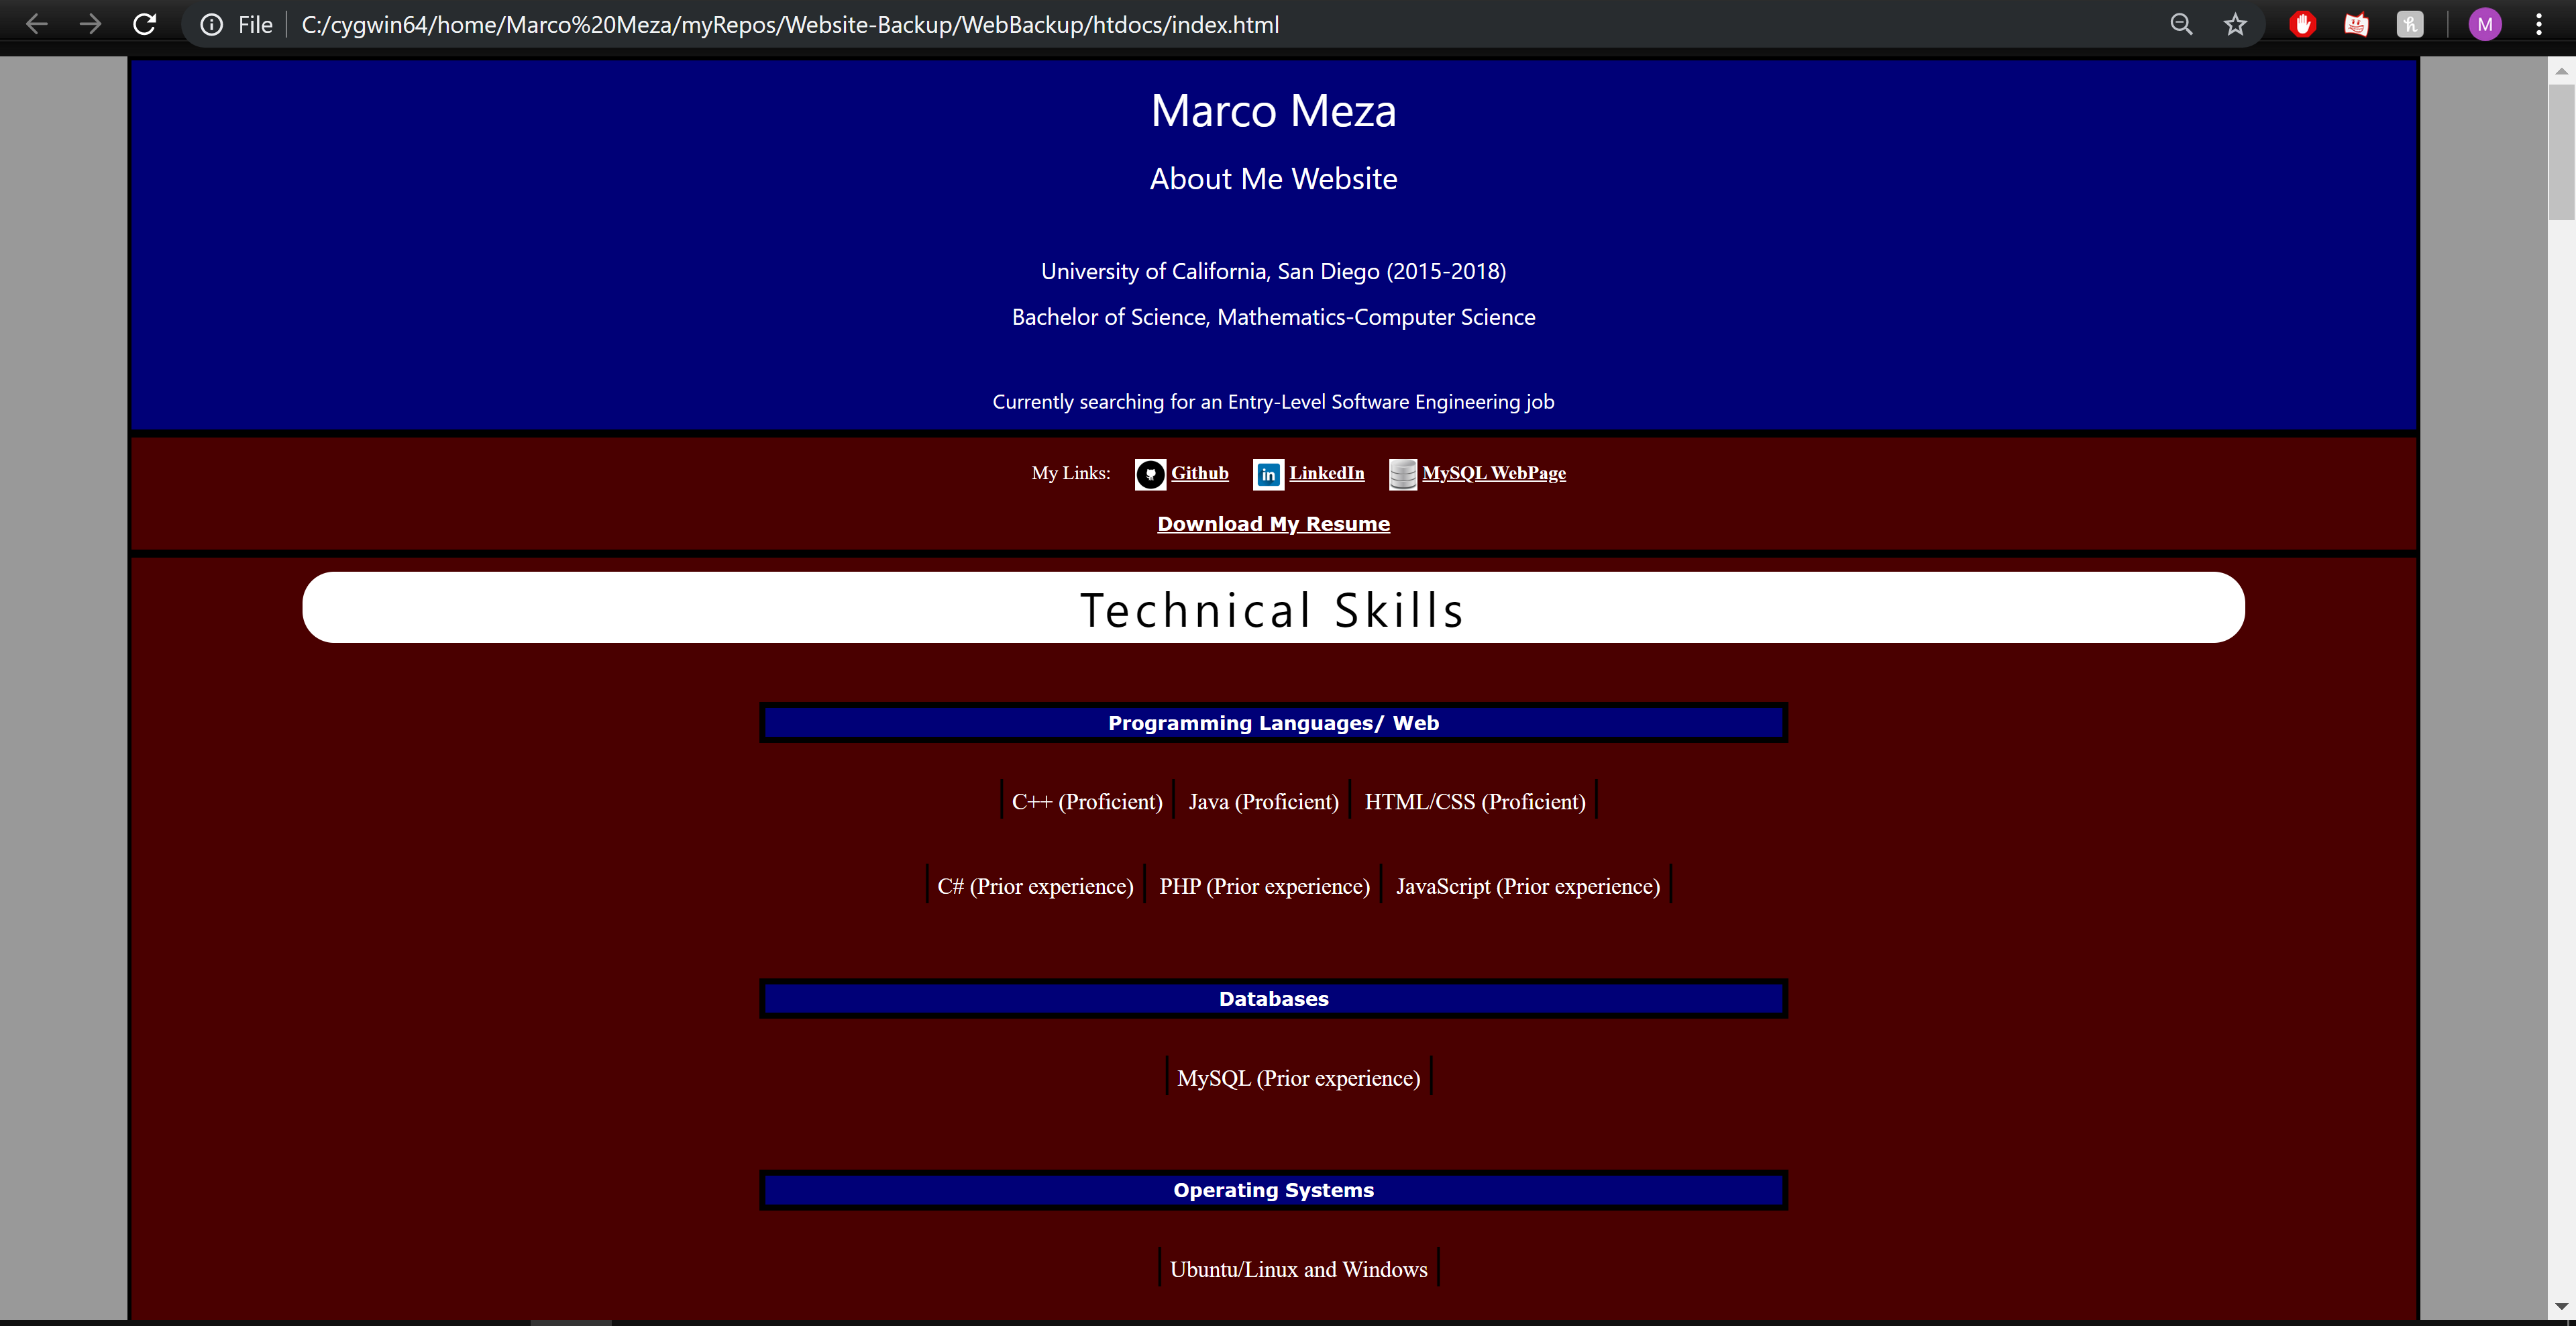 File C:/cygwin64/home/Marco%20Meza/myRepos/Website-Backup/WebBackup/htdocs/index.html M
Marco Meza
About Me Website
University of California, San Diego (2015-2018)
Bachelor of Science, Mathematics-Computer Science
Currently searching for an Entry-Level Software Engineering job
My Links: Github in LinkedIn MySQL WebPage
Download My Resume
Technical Skills
Programming Languages/ Web
C++ (Proficient) Java (Proficient) HTML/CSS (Proficient)
C# (Prior experience) PHP (Prior experience) JavaScript (Prior experience)
Databases
MySQL (Prior experience)
Operating Systems
Ubuntu/Linux and Windows